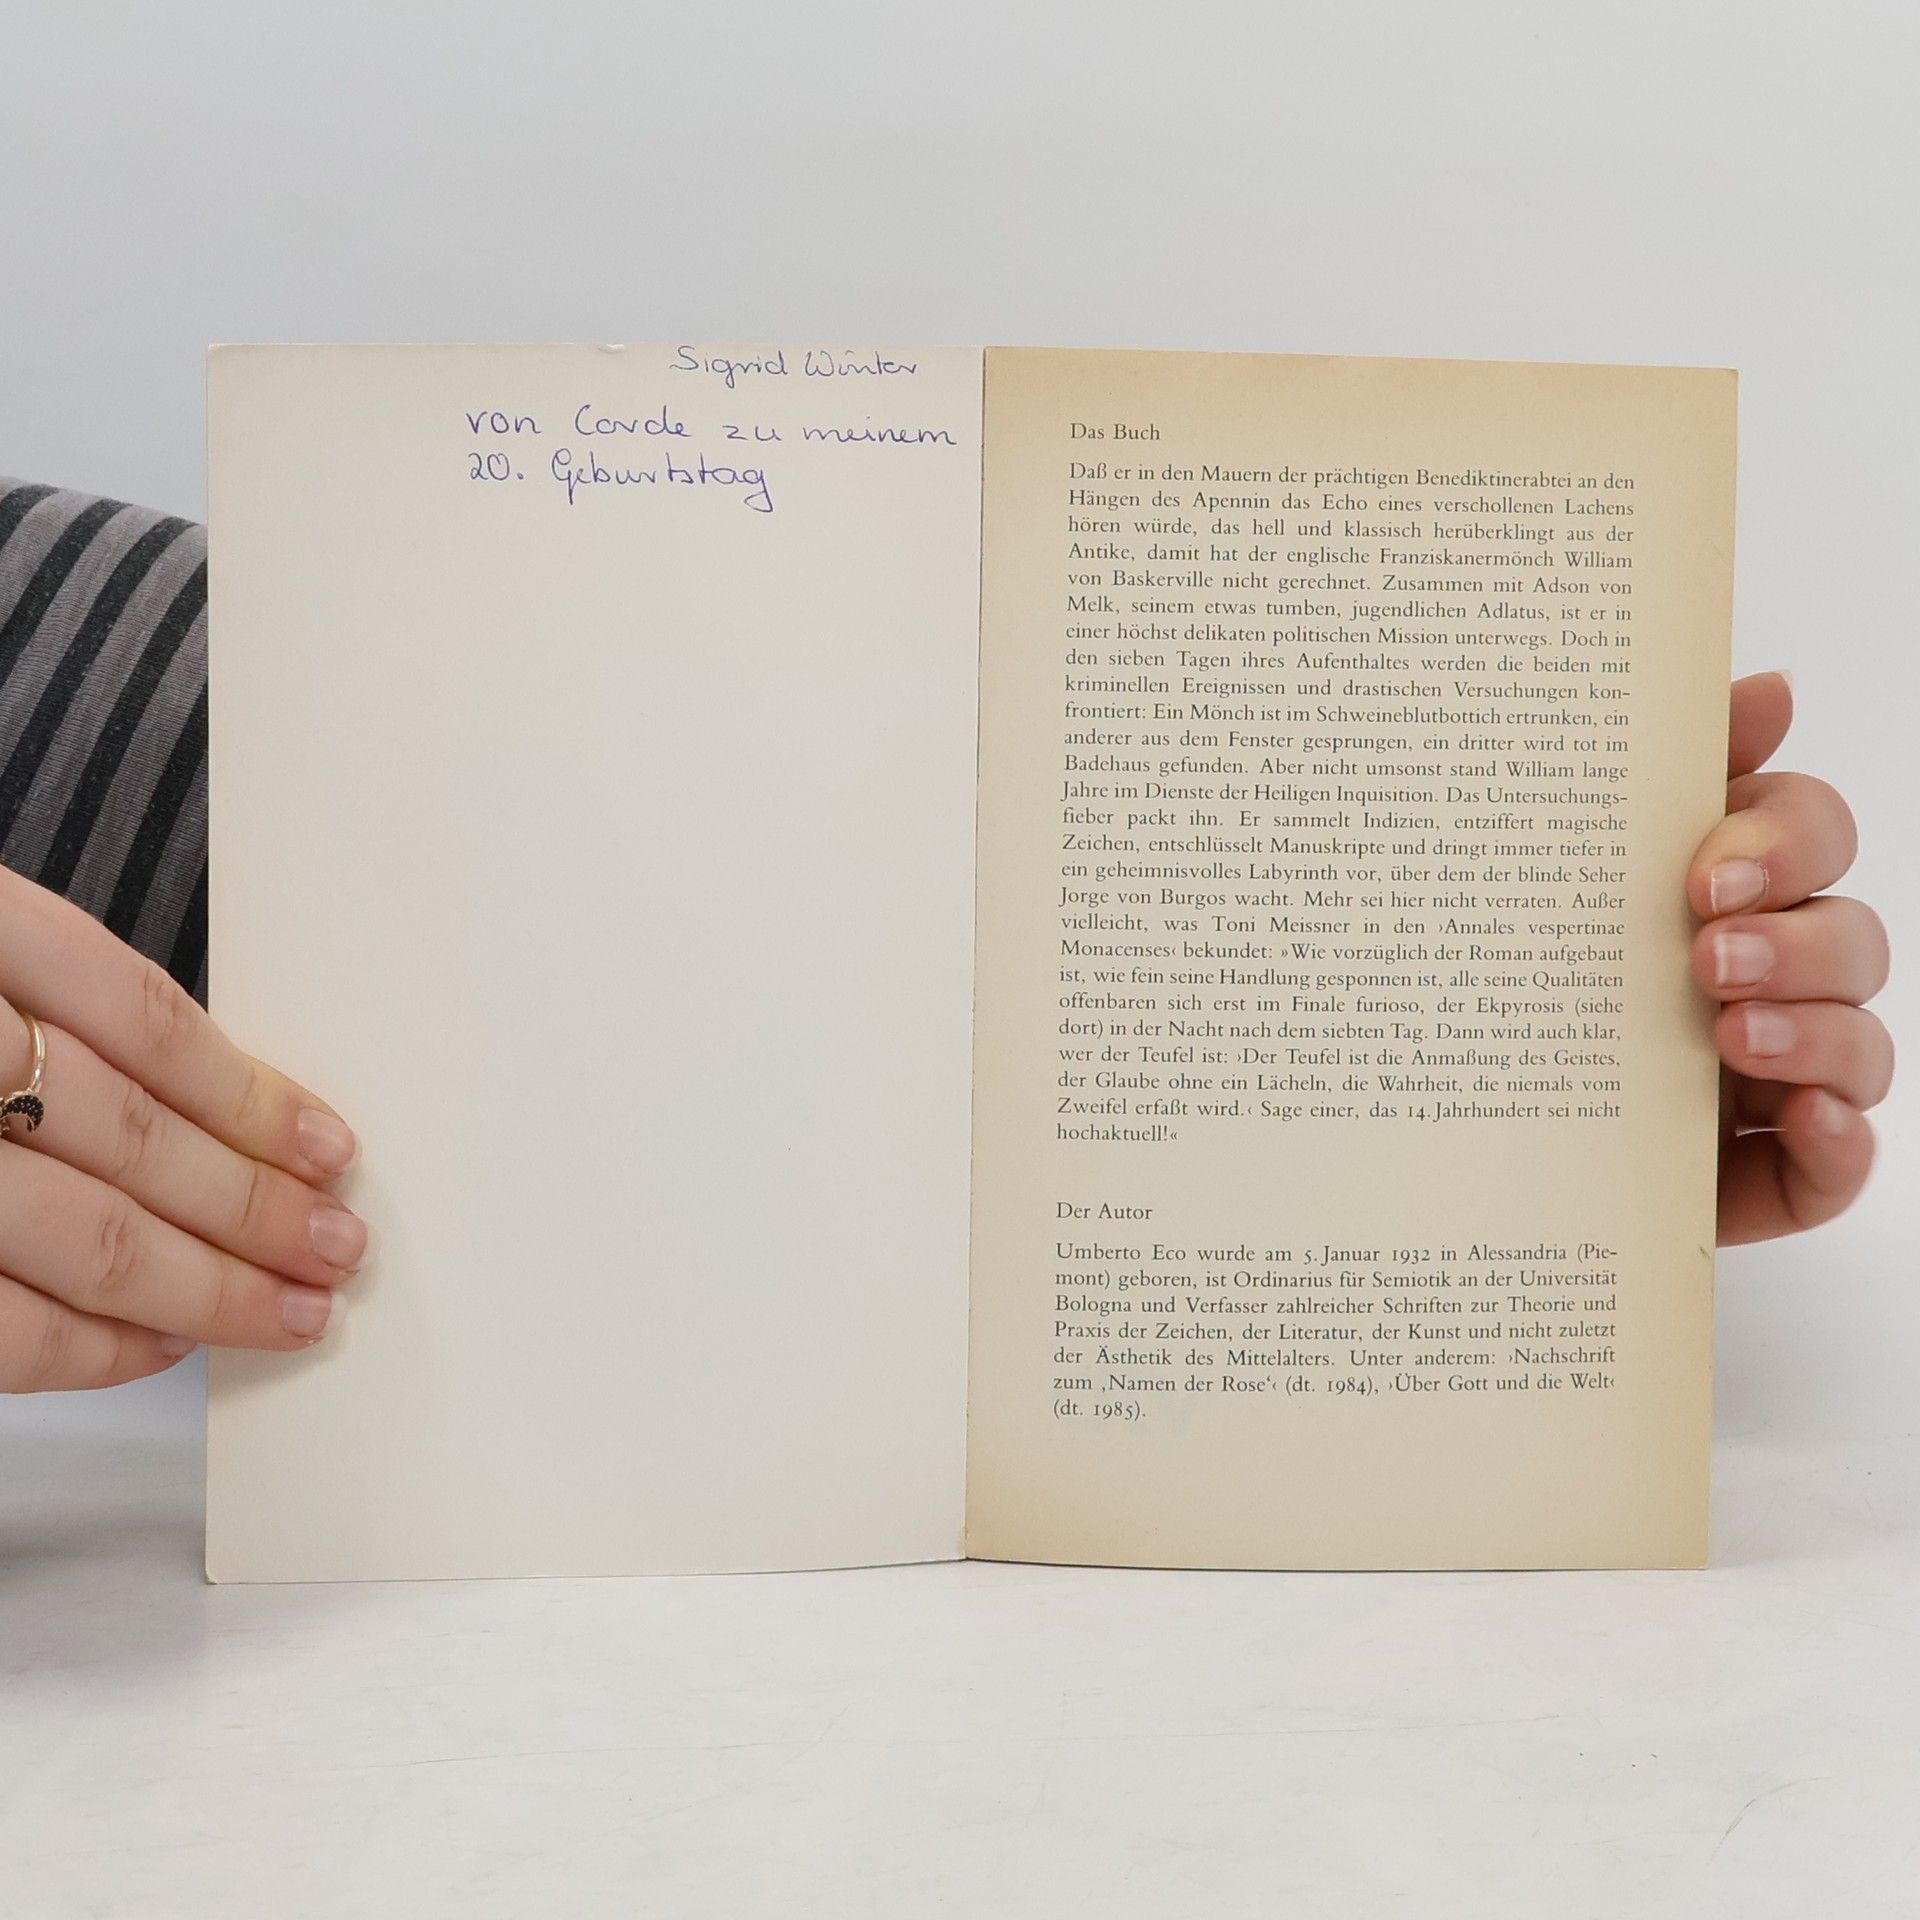 Sigrid Winter
von Corde zu meinem
20. Geburtstag
Das Buch
Daß er in den Mauern der prächtigen Benediktinerabtei an den
Hängen des Apennin das Echo eines verschollenen Lachens
hören würde, das hell und klassisch herüberklingt aus der
Antike, damit hat der englische Franziskanermönch William
von Baskerville nicht gerechnet. Zusammen mit Adson von
Melk, seinem etwas tumben, jugendlichen Adlatus, ist er in
einer höchst delikaten politischen Mission unterwegs. Doch in
den sieben Tagen ihres Aufenthaltes werden die beiden mit
kriminellen Ereignissen und drastischen Versuchungen kon-
frontiert: Ein Mönch ist im Schweineblutbottich ertrunken, ein
anderer aus dem Fenster gesprungen, ein dritter wird tot im
Badehaus gefunden. Aber nicht umsonst stand William lange
Jahre im Dienste der Heiligen Inquisition. Das Untersuchungs-
fieber packt ihn. Er sammelt Indizien, entziffert magische
Zeichen, entschlüsselt Manuskripte und dringt immer tiefer in
ein geheimnisvolles Labyrinth vor, über dem der blinde Seher
Jorge von Burgos wacht. Mehr sei hier nicht verraten. Außer
vielleicht, was Toni Meissner in den ›Annales vespertinae
Monacenses‹ bekundet: »Wie vorzüglich der Roman aufgebaut
ist, wie fein seine Handlung gesponnen ist, alle seine Qualitäten
offenbaren sich erst im Finale furioso, der Ekpyrosis (siehe
dort) in der Nacht nach dem siebten Tag. Dann wird auch klar,
wer der Teufel ist: ›Der Teufel ist die Anmaßung des Geistes,
der Glaube ohne ein Lächeln, die Wahrheit, die niemals vom
Zweifel erfaßt wird.‹ Sage einer, das 14. Jahrhundert sei nicht
hochaktuell!«
Der Autor
Umberto Eco wurde am 5. Januar 1932 in Alessandria (Pie-
mont) geboren, ist Ordinarius für Semiotik an der Universität
Bologna und Verfasser zahlreicher Schriften zur Theorie und
Praxis der Zeichen, der Literatur, der Kunst und nicht zuletzt
der Ästhetik des Mittelalters. Unter anderem: ›Nachschrift
zum ‚Namen der Rose‘‹ (dt. 1984), ›Über Gott und die Welt‹
(dt. 1985).